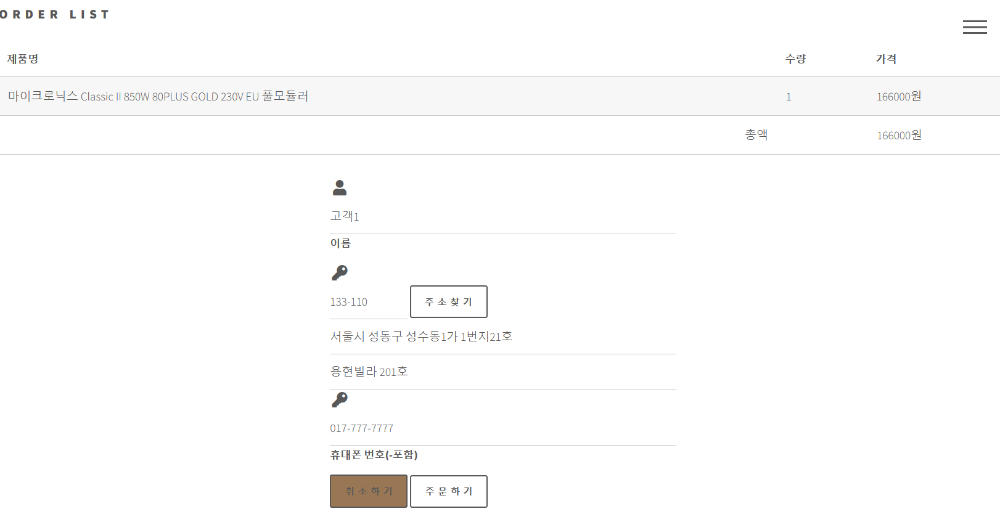 ORDER LIST
제품명 수량 가격
마이크로닉스 Classic II 850W 80PLUS GOLD 230V EU 풀모듈러 1 166000원
총액 166000원
고객1
이름
133-110 주소찾기
서울시 성동구 성수동1가 1번지21호
용현빌라 201호
017-777-7777
휴대폰 번호(-포함)
취소하기 주문하기